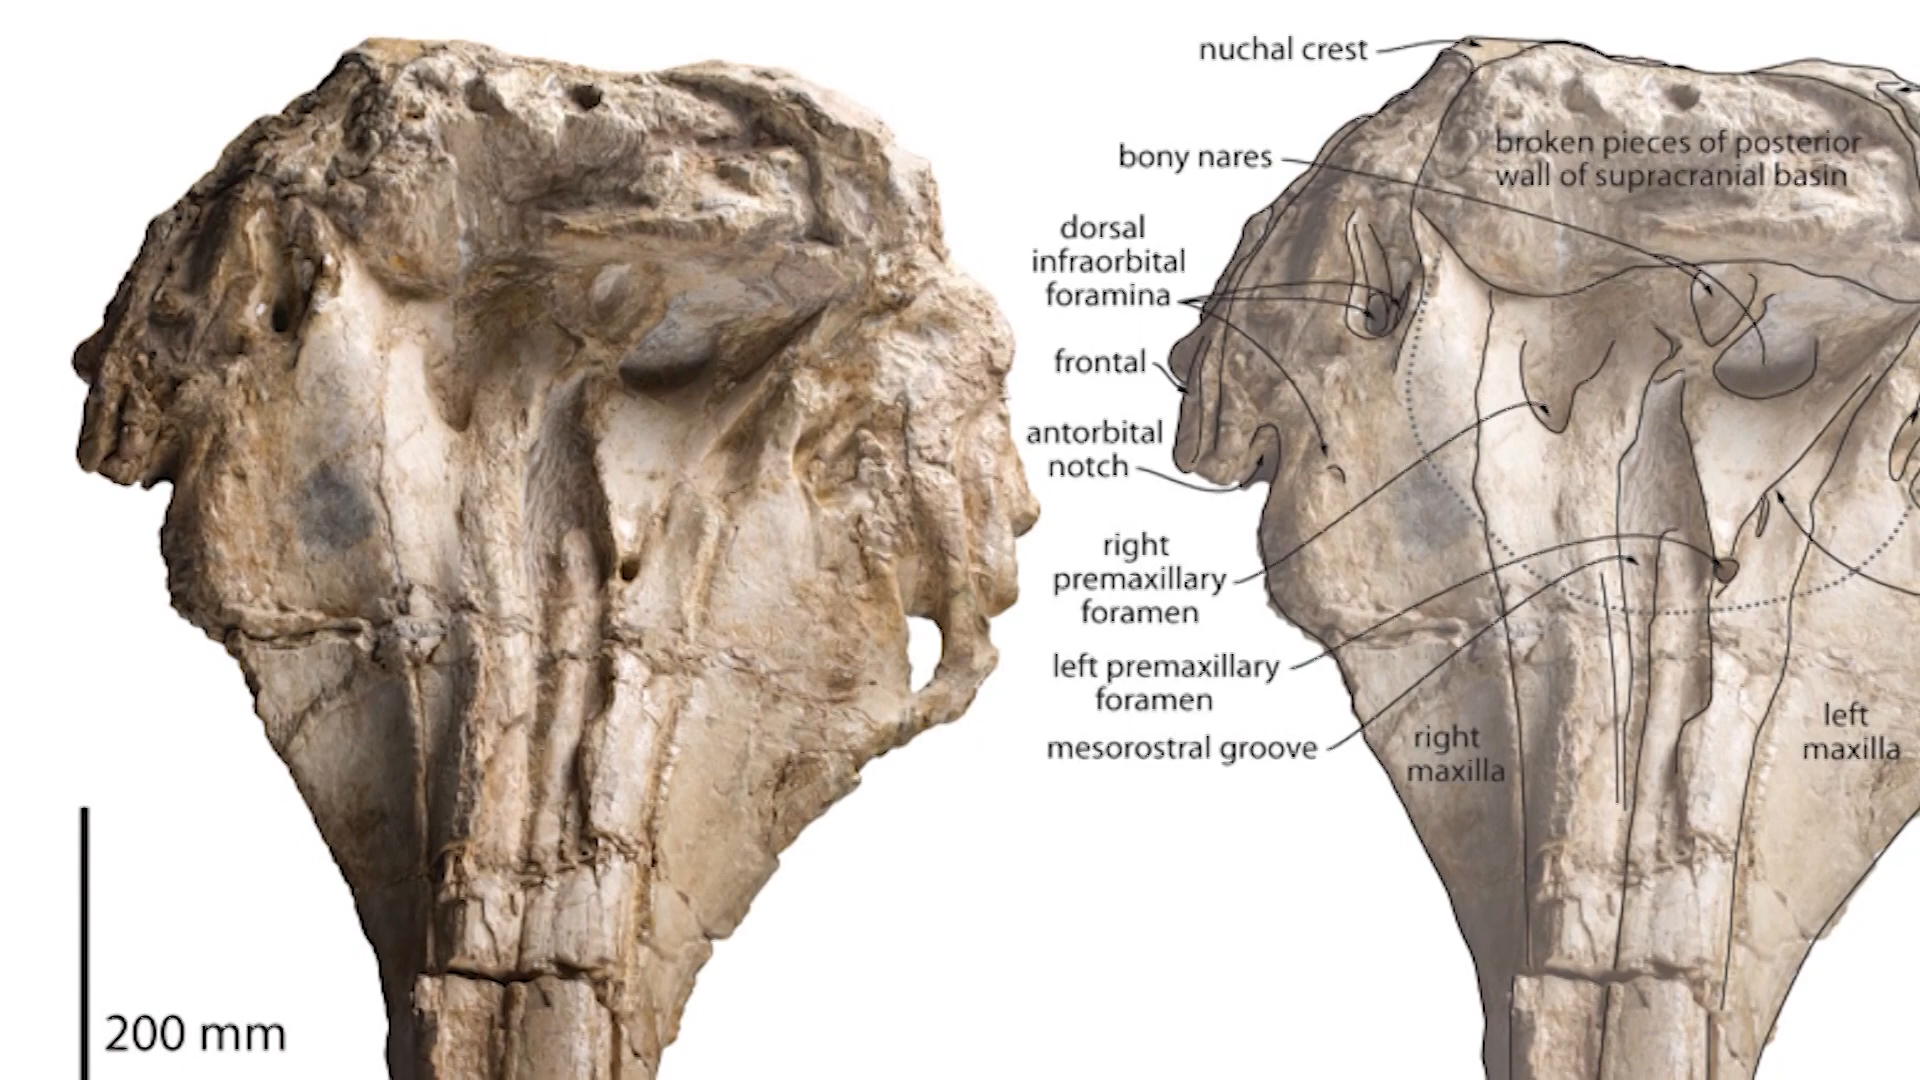 nuchal crest
broken pieces of posterior
wall of supracranial basin
bony nares
dorsal
infraorbital
foramina
frontal
antorbital
notch
right
premaxillary
foramen
left premaxillary
foramen
mesorostral groove
right
maxilla
left
maxilla
200 mm